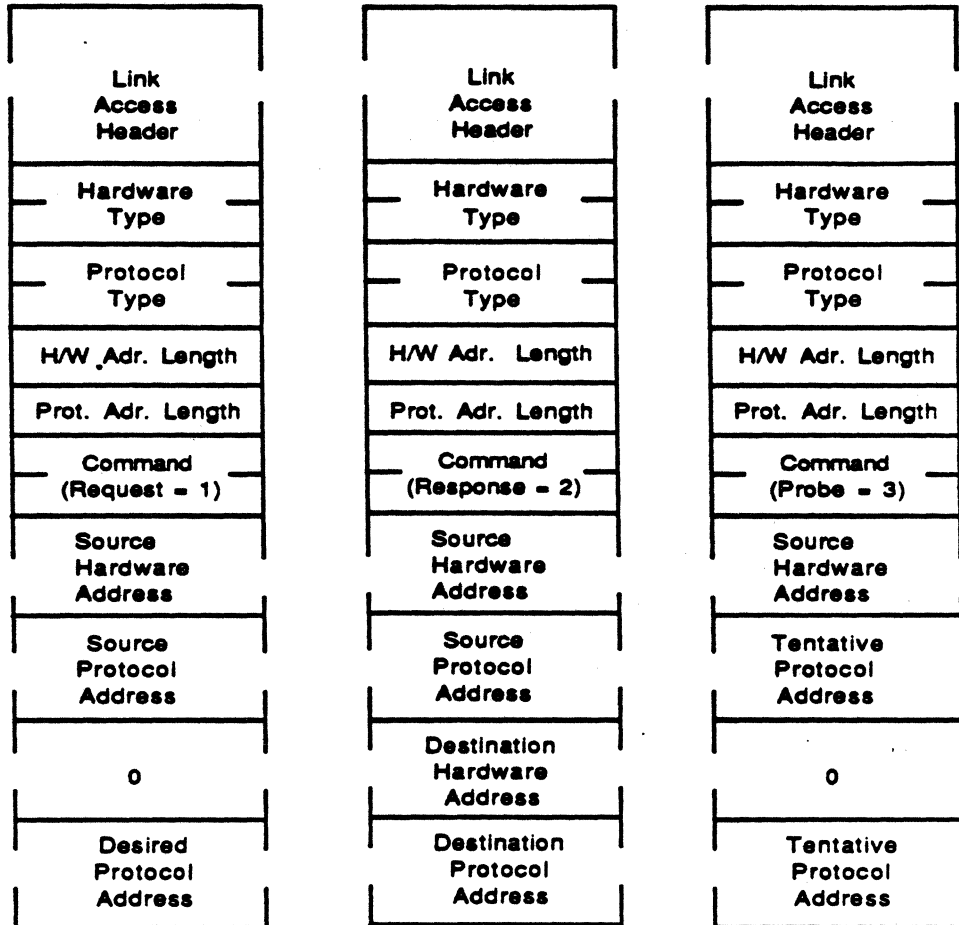 Link
Access
Header
Hardware
Type
Protocol
Type
H/W Adr. Length
Prot. Adr. Length
Command
(Request = 1)
Source
Hardware
Address
Source
Protocol
Address
0
Desired
Protocol
Address
Link
Access
Header
Hardware
Type
Protocol
Type
H/W Adr. Length
Prot. Adr. Length
Command
(Response = 2)
Source
Hardware
Address
Source
Protocol
Address
Destination
Hardware
Address
Destination
Protocol
Address
Link
Access
Header
Hardware
Type
Protocol
Type
H/W Adr. Length
Prot. Adr. Length
Command
(Probe = 3)
Source
Hardware
Address
Tentative
Protocol
Address
0
Tentative
Protocol
Address